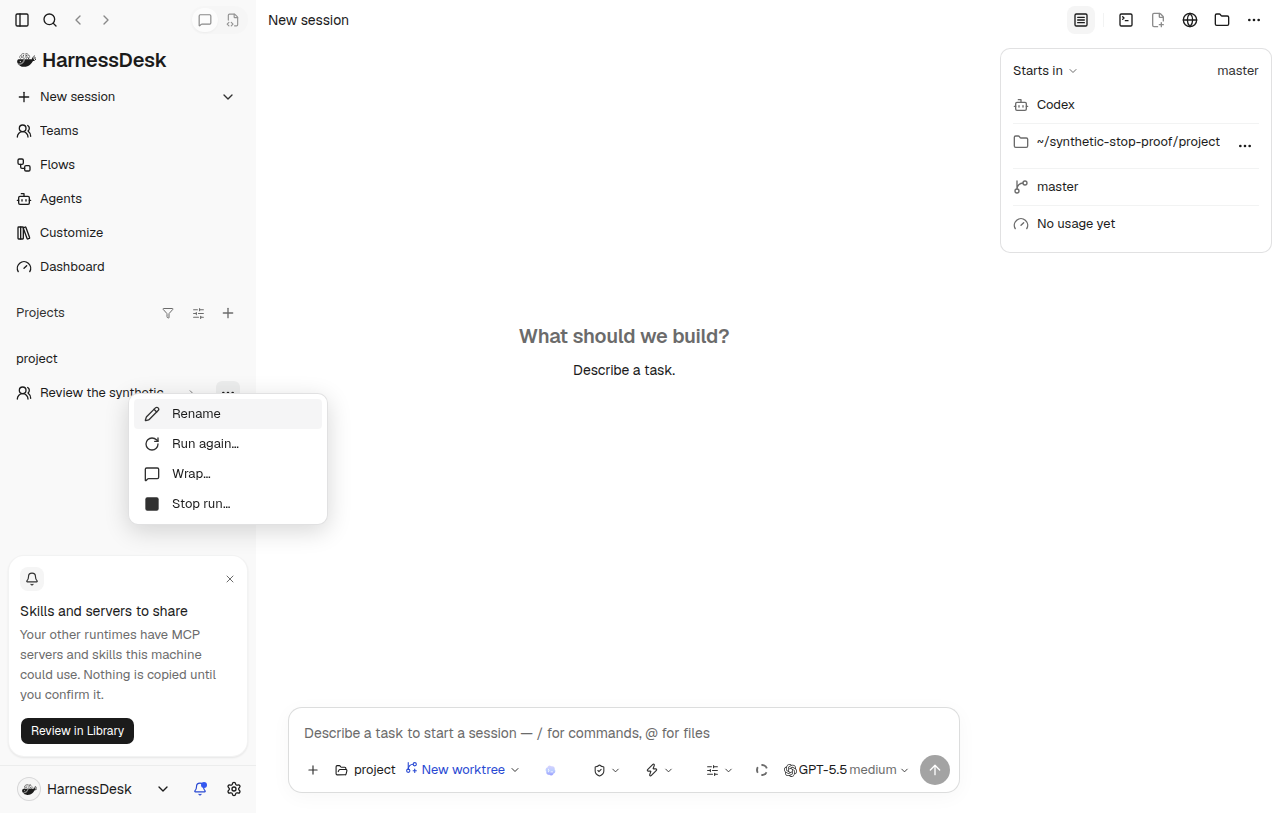 New session
HarnessDesk
New session
Teams
Flows
Agents
Customize
Dashboard
Projects
project
Review the synthetic
Rename
Run again…
Wrap…
Stop run…
Skills and servers to share
Your other runtimes have MCP
servers and skills this machine
could use. Nothing is copied until
you confirm it.
Review in Library
HarnessDesk
Starts in
master
Codex
~/synthetic-stop-proof/project
master
No usage yet
What should we build?
Describe a task.
Describe a task to start a session — / for commands, @ for files
project
New worktree
GPT-5.5 medium